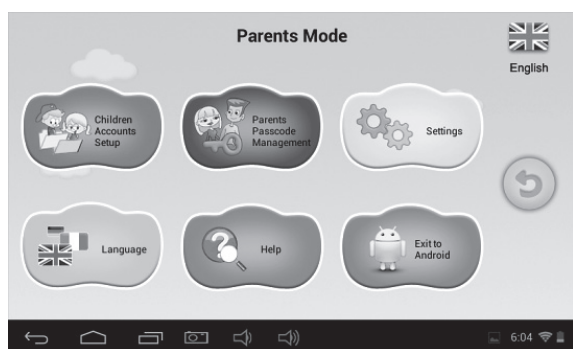 Parents Mode
English
Children
Accounts
Setup
Parents
Passcode
Management
Settings
Language
Help
Exit to
Android
6:04